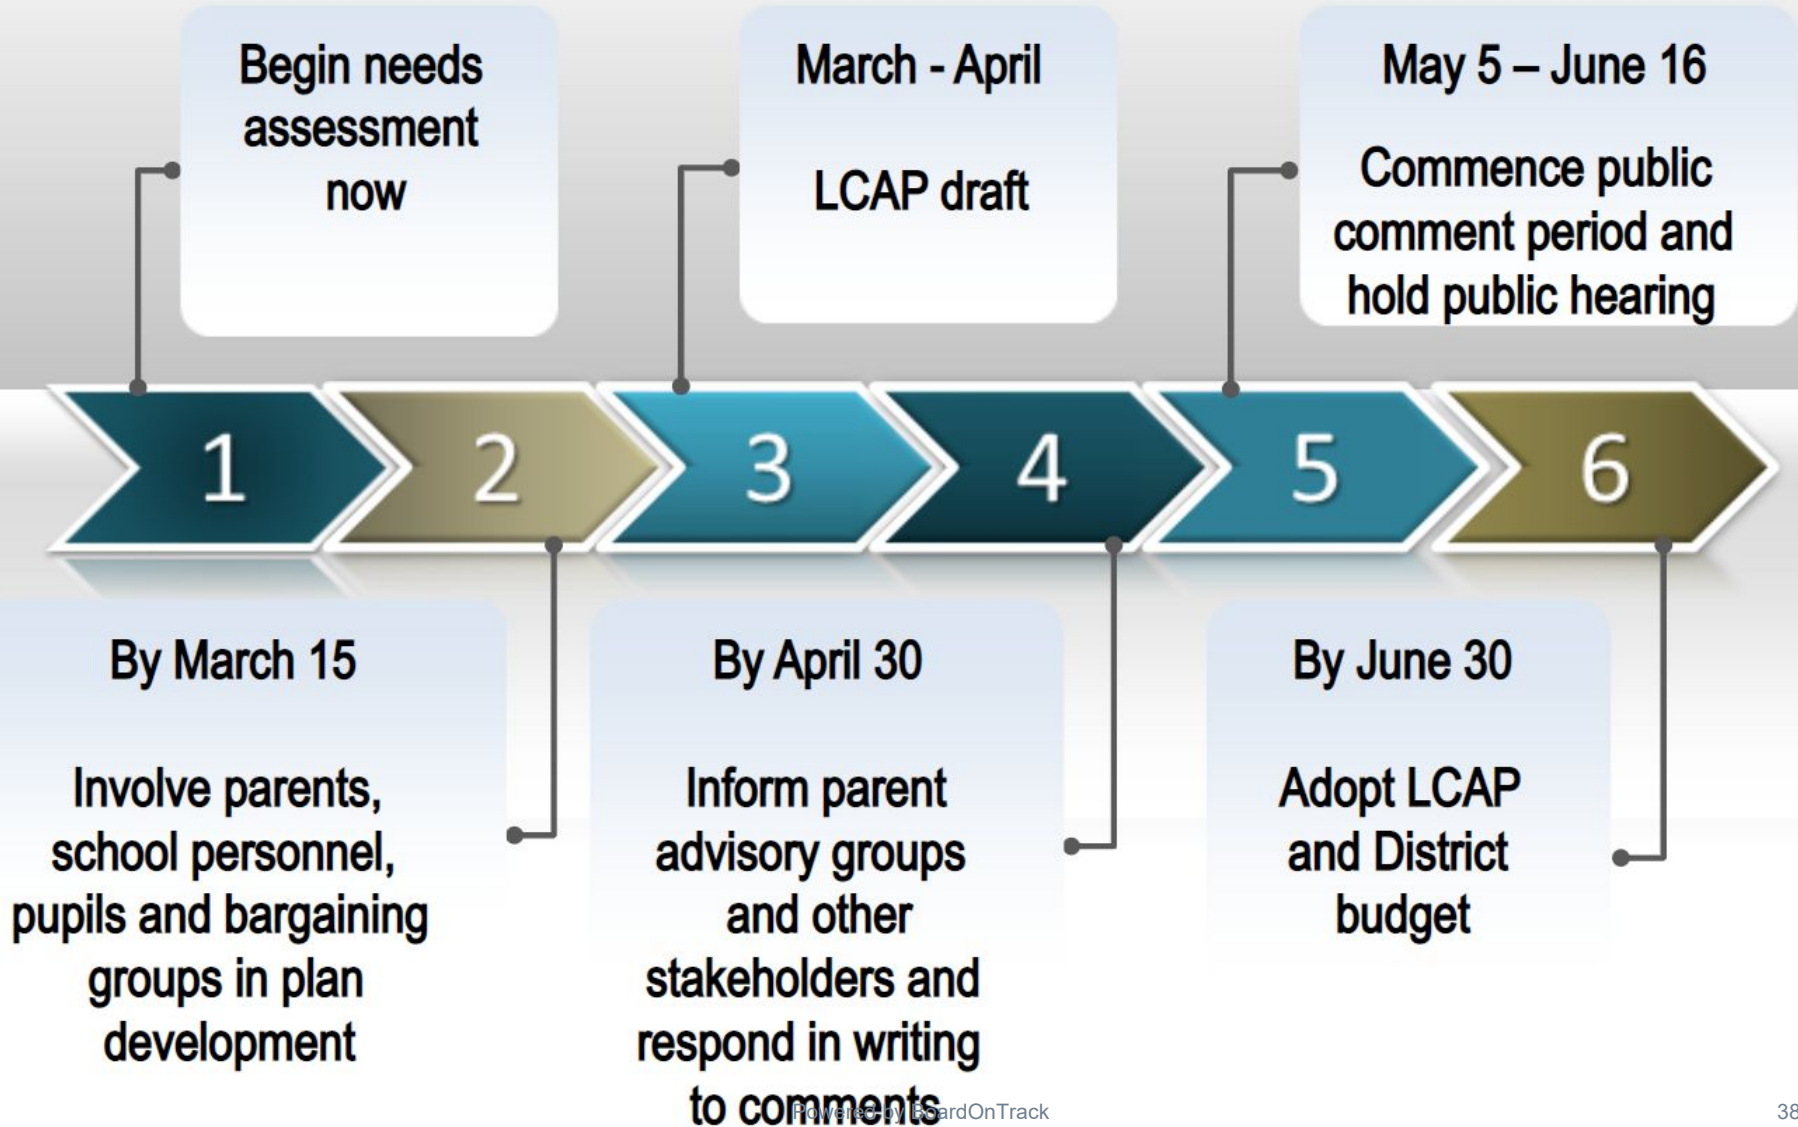 Begin needs
assessment
now
March - April
LCAP draft
May 5 – June 16
Commence public
comment period and
hold public hearing
1
2
3
4
5
6
By March 15
Involve parents,
school personnel,
pupils and bargaining
groups in plan
development
By April 30
Inform parent
advisory groups
and other
stakeholders and
respond in writing
to comments
By June 30
Adopt LCAP
and District
budget
Powered by BoardOnTrack
38